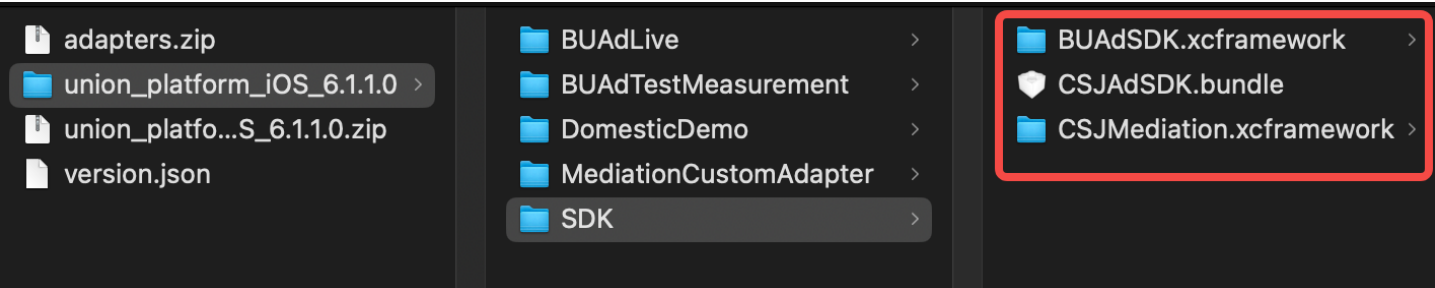 adapters.zip
union_platform_iOS_6.1.1.0
union_platfo...S_6.1.1.0.zip
version.json
BUAdLive
BUAdTestMeasurement
DomesticDemo
MediationCustomAdapter
SDK
BUAdSDK.xcframework
CSJAdSDK.bundle
CSJMediation.xcframework